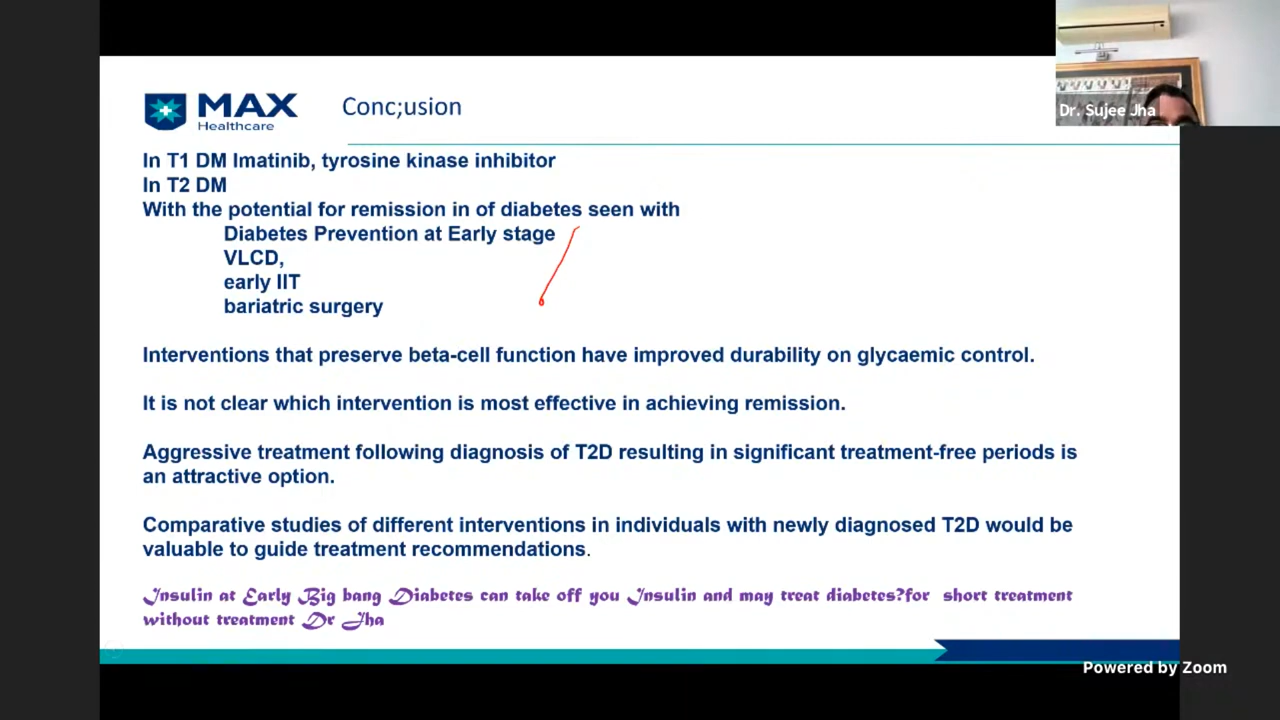 MAX
Healthcare
Conc;usion
Dr. Sujee Jha
In T1 DM Imatinib, tyrosine kinase inhibitor
In T2 DM
With the potential for remission in of diabetes seen with
Diabetes Prevention at Early stage
VLCD,
early IIT
bariatric surgery
Interventions that preserve beta-cell function have improved durability on glycaemic control.
It is not clear which intervention is most effective in achieving remission.
Aggressive treatment following diagnosis of T2D resulting in significant treatment-free periods is
an attractive option.
Comparative studies of different interventions in individuals with newly diagnosed T2D would be
valuable to guide treatment recommendations.
Insulin at Early Big bang Diabetes can take off you Insulin and may treat diabetes?for short treatment
without treatment Dr Jha
Powered by Zoom